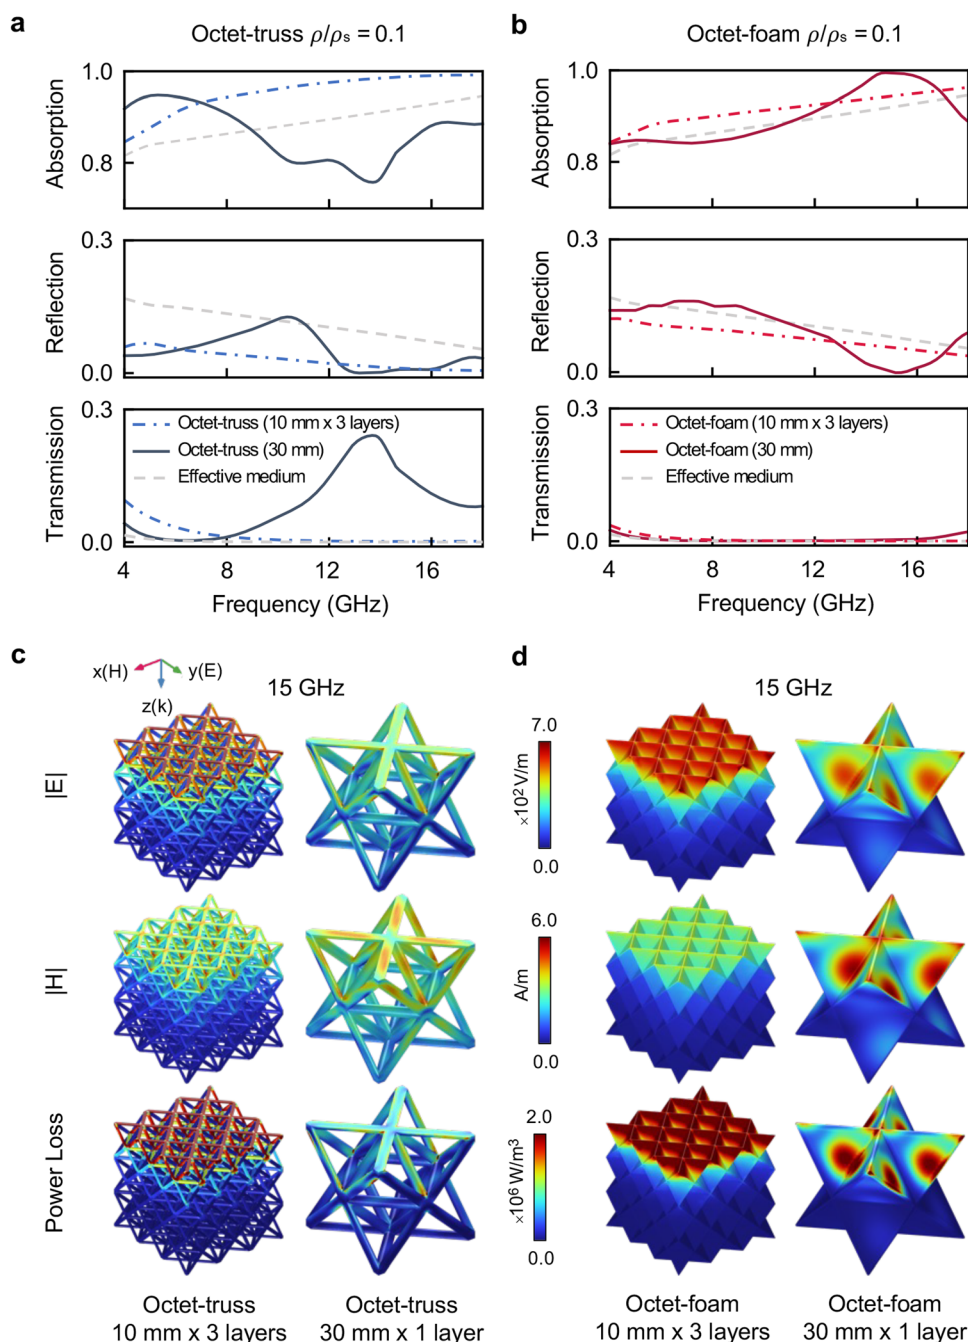 a
Octet-truss ρ/ρs = 0.1
Absorption
1.0
0.8
Reflection
0.3
0.0
Transmission
0.3
0.0
Octet-truss (10 mm x 3 layers)
Octet-truss (30 mm)
Effective medium
4 8 12 16
Frequency (GHz)
b
Octet-foam ρ/ρs = 0.1
Absorption
1.0
0.8
Reflection
0.3
0.0
Transmission
0.3
0.0
Octet-foam (10 mm x 3 layers)
Octet-foam (30 mm)
Effective medium
4 8 12 16
Frequency (GHz)
c
x(H)
y(E)
z(k)
15 GHz
|E|
|H|
Power Loss
Octet-truss
10 mm x 3 layers
Octet-truss
30 mm x 1 layer
7.0
×10² V/m
0.0
6.0
A/m
0.0
2.0
×10⁶ W/m³
0.0
d
15 GHz
Octet-foam
10 mm x 3 layers
Octet-foam
30 mm x 1 layer